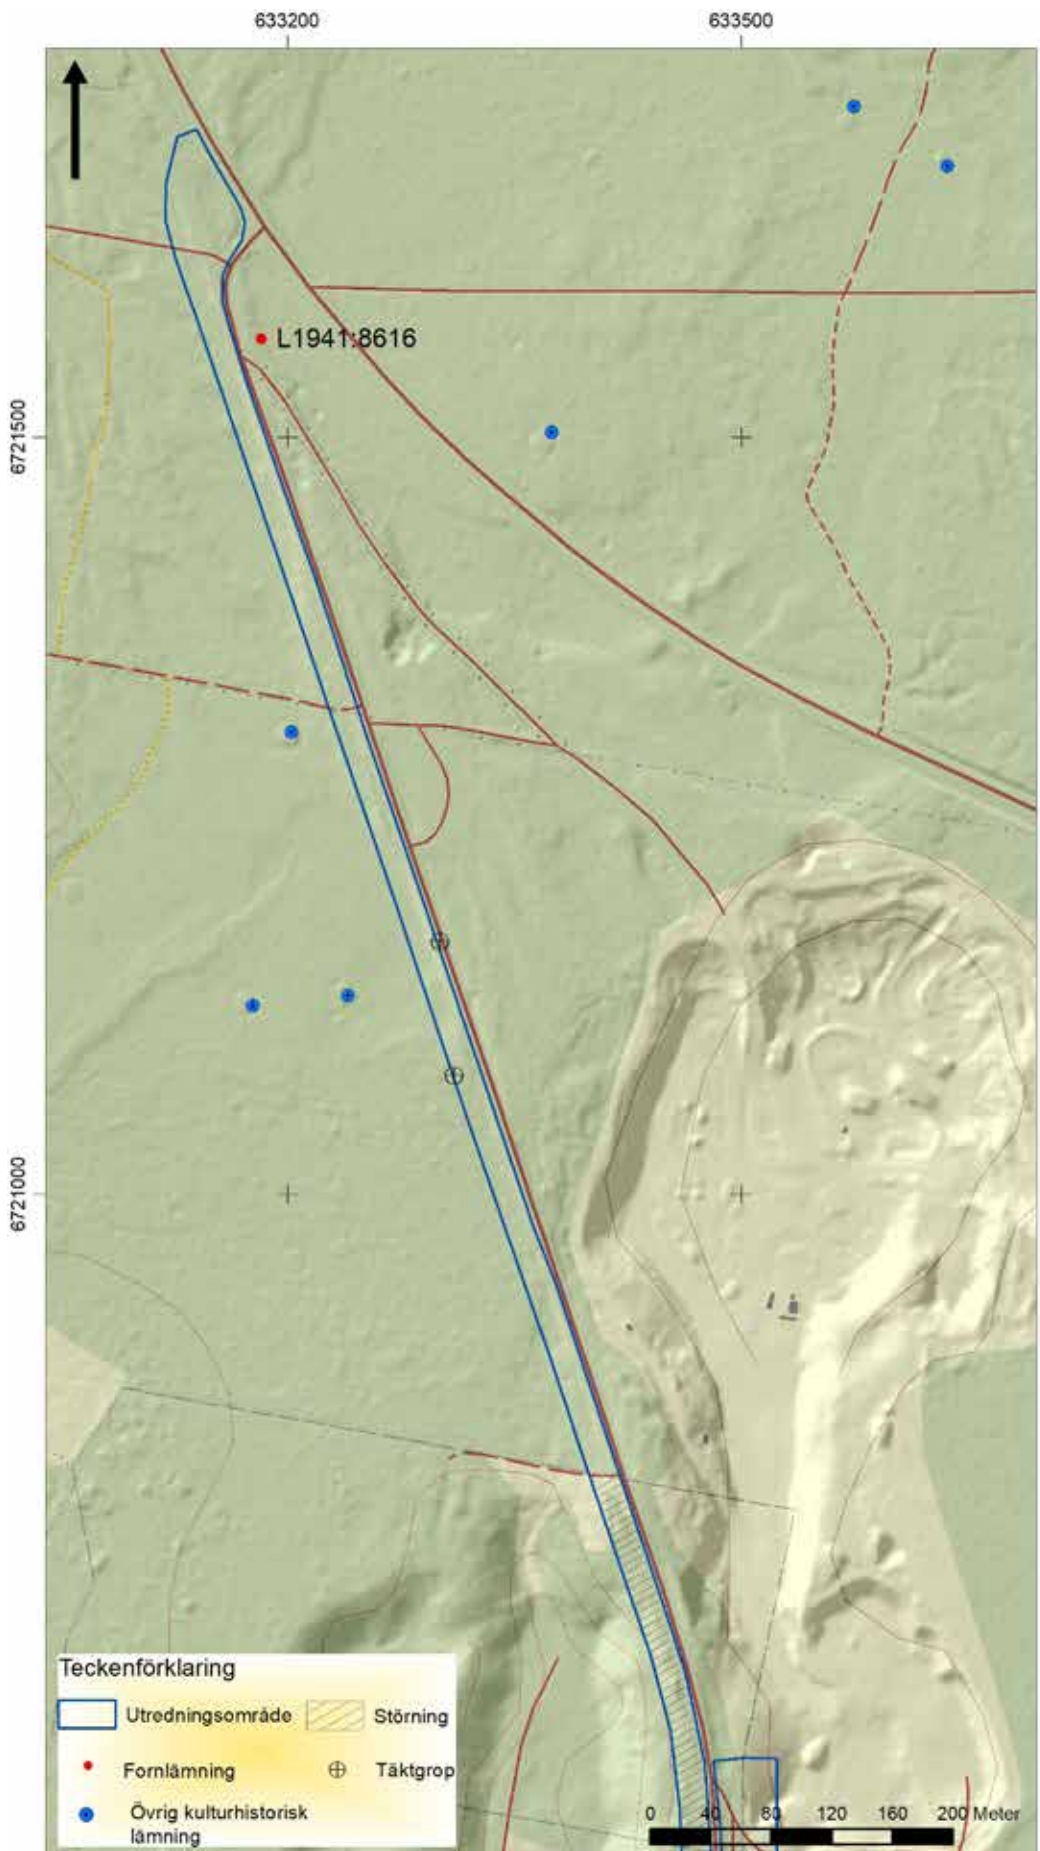 633200 633500
L1941:8616
6721500
6721000
Teckenförklaring
Utredningsområde Störning
Fornlämning Täktgrop
Övrig kulturhistorisk
lämning
0 40 80 120 160 200 Meter